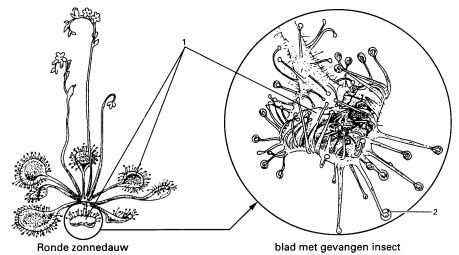 1
2
Ronde zonnedauw
blad met gevangen insect